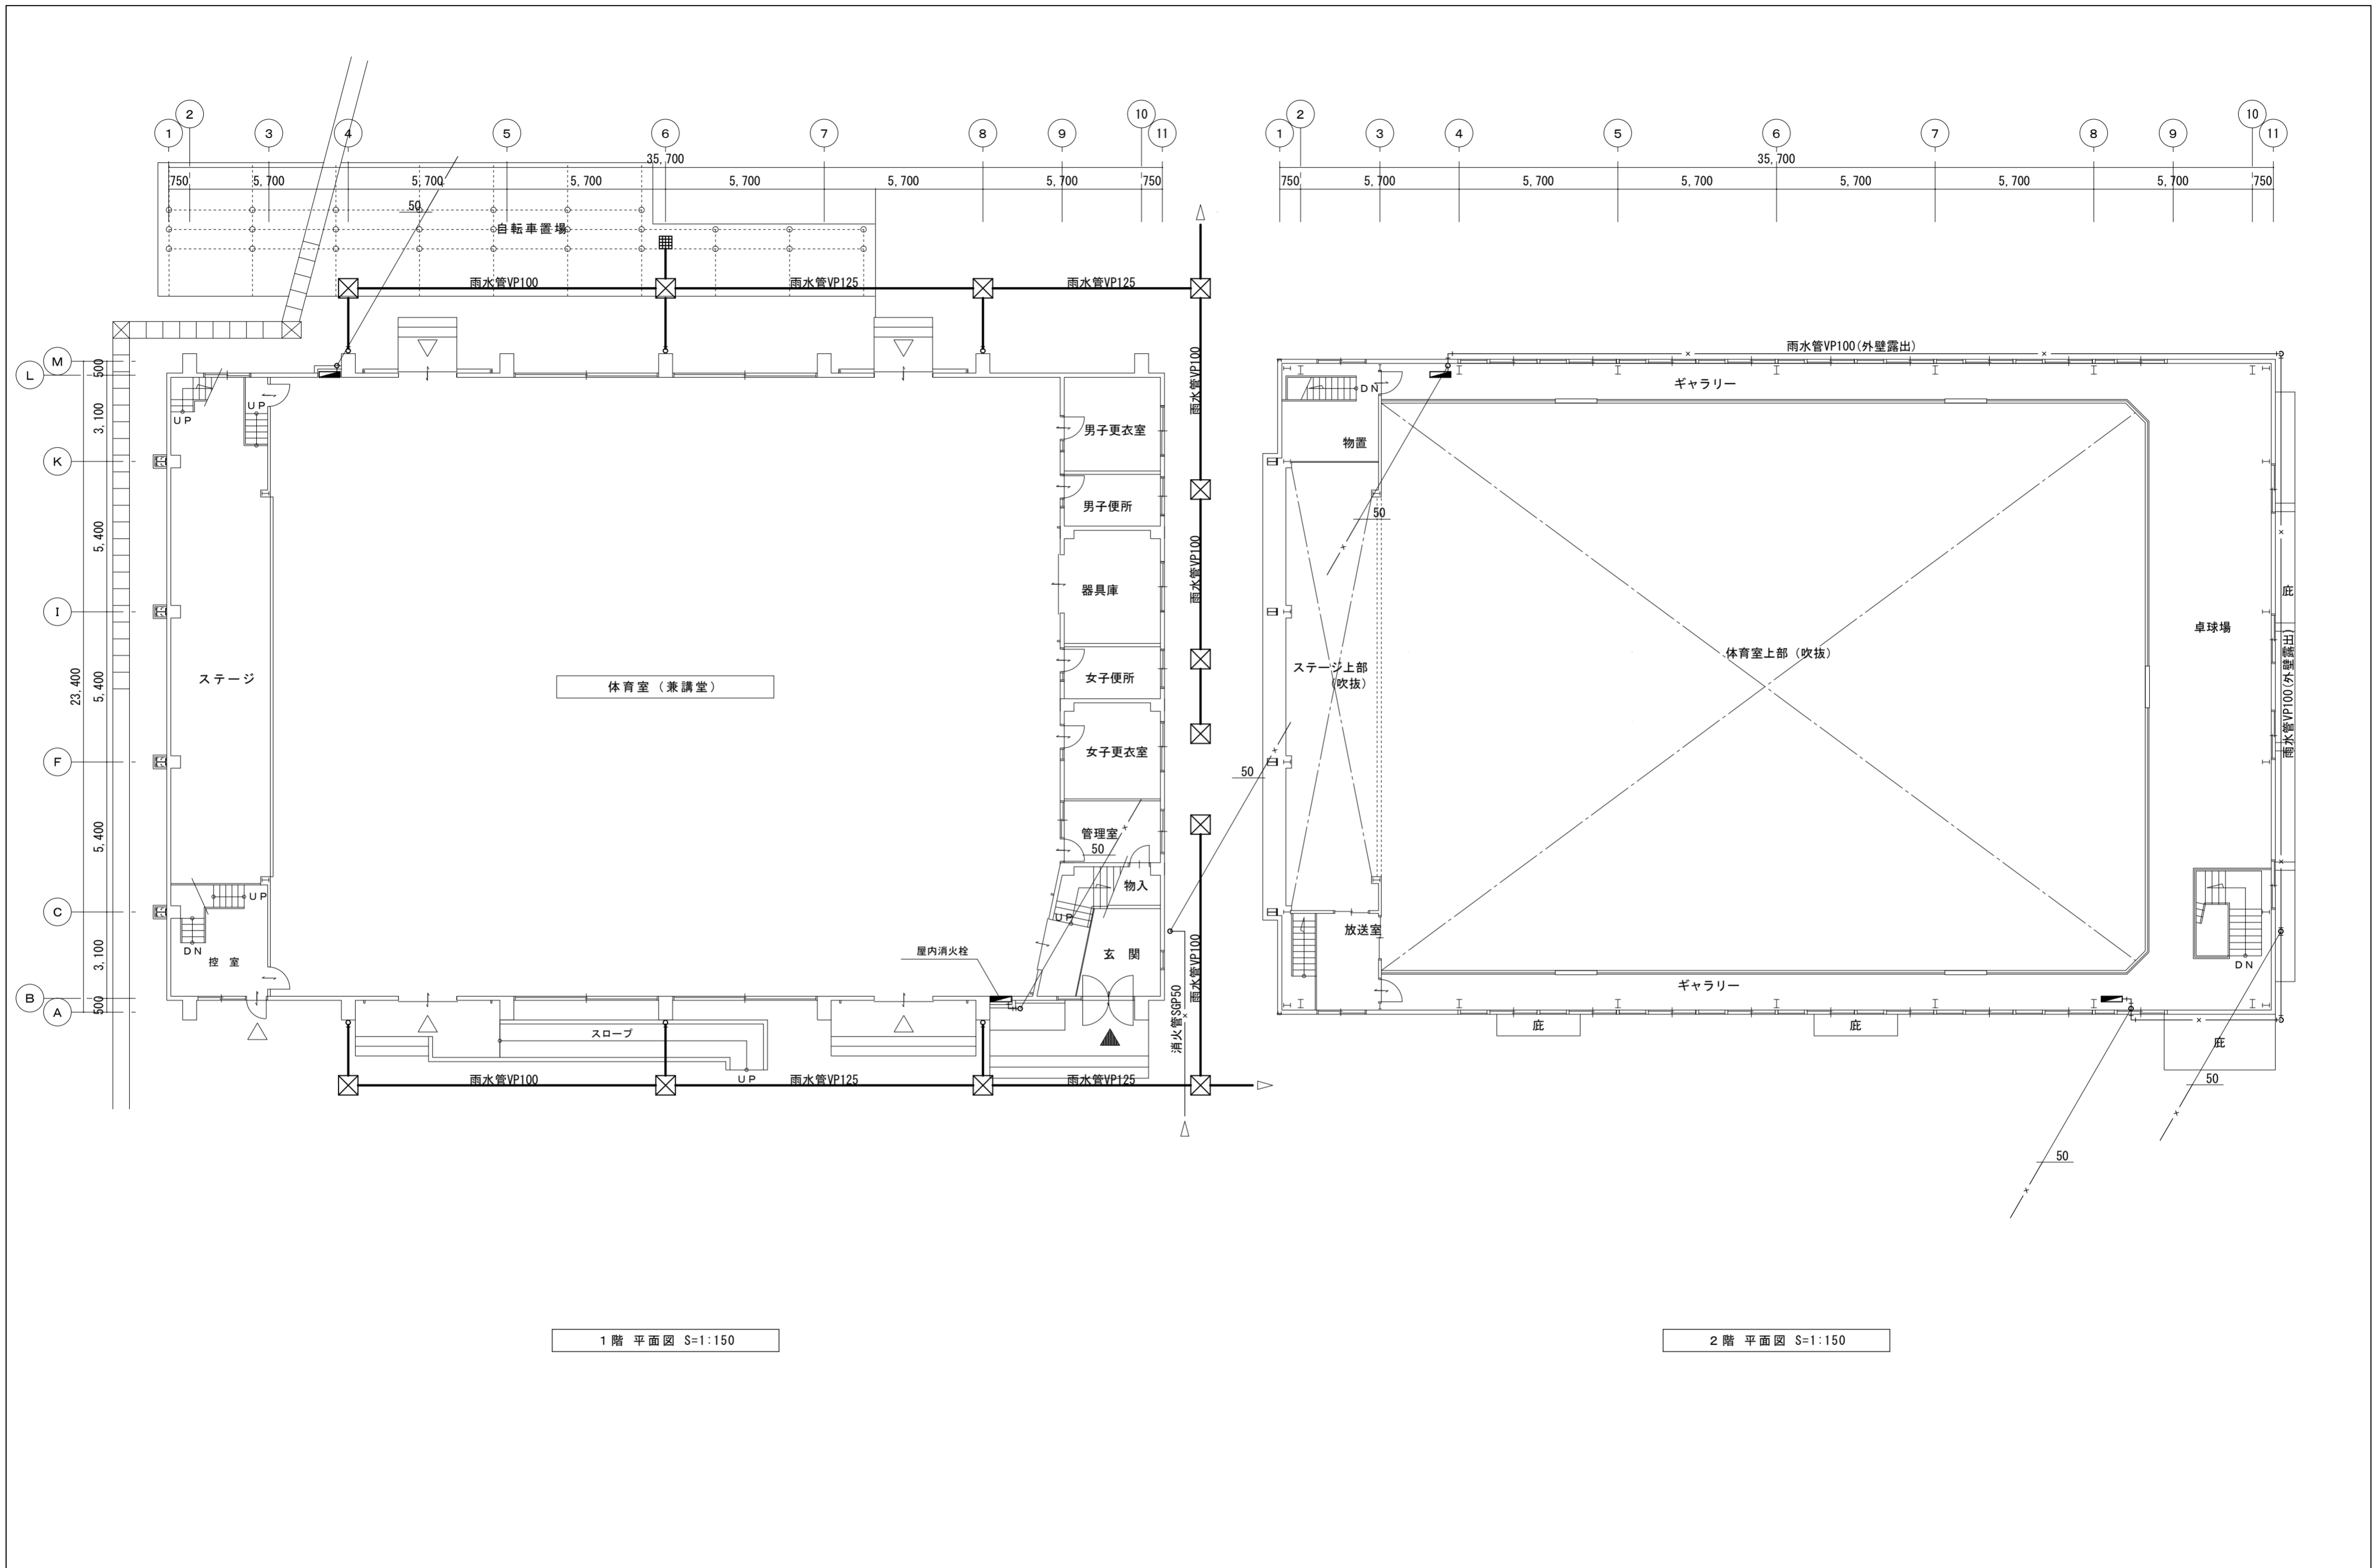 2
10
1
3
4
5
6
7
8
9
11
35,700
750
5,700
5,700
5,700
5,700
5,700
5,700
750
50
自転車置場
雨水管VP100
雨水管VP125
雨水管VP125
M
L
K
I
F
C
B
A
500
3,100
5,400
5,400
5,400
3,100
500
23,400
UP
UP
男子更衣室
男子便所
器具庫
女子便所
女子更衣室
管理室
50
物入
UP
玄 関
ステージ
体育室（兼講堂）
UP
DN
控 室
屋内消火栓
スロープ
UP
雨水管VP100
雨水管VP125
雨水管VP125
雨水管VP100
雨水管VP100
雨水管VP100
消火管SGP50
50
1階 平面図 S=1:150
2
10
1
3
4
5
6
7
8
9
11
35,700
750
5,700
5,700
5,700
5,700
5,700
5,700
750
雨水管VP100(外壁露出)
ギャラリー
DN
物置
50
ステージ上部
(吹抜)
体育室上部（吹抜）
卓球場
庇
雨水管VP100(外壁露出)
放送室
DN
ギャラリー
庇
庇
庇
50
50
2階 平面図 S=1:150